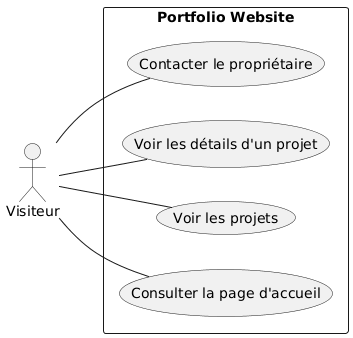 Portfolio Website
Contacter le propriétaire
Voir les détails d'un projet
Voir les projets
Visiteur
Consulter la page d'accueil